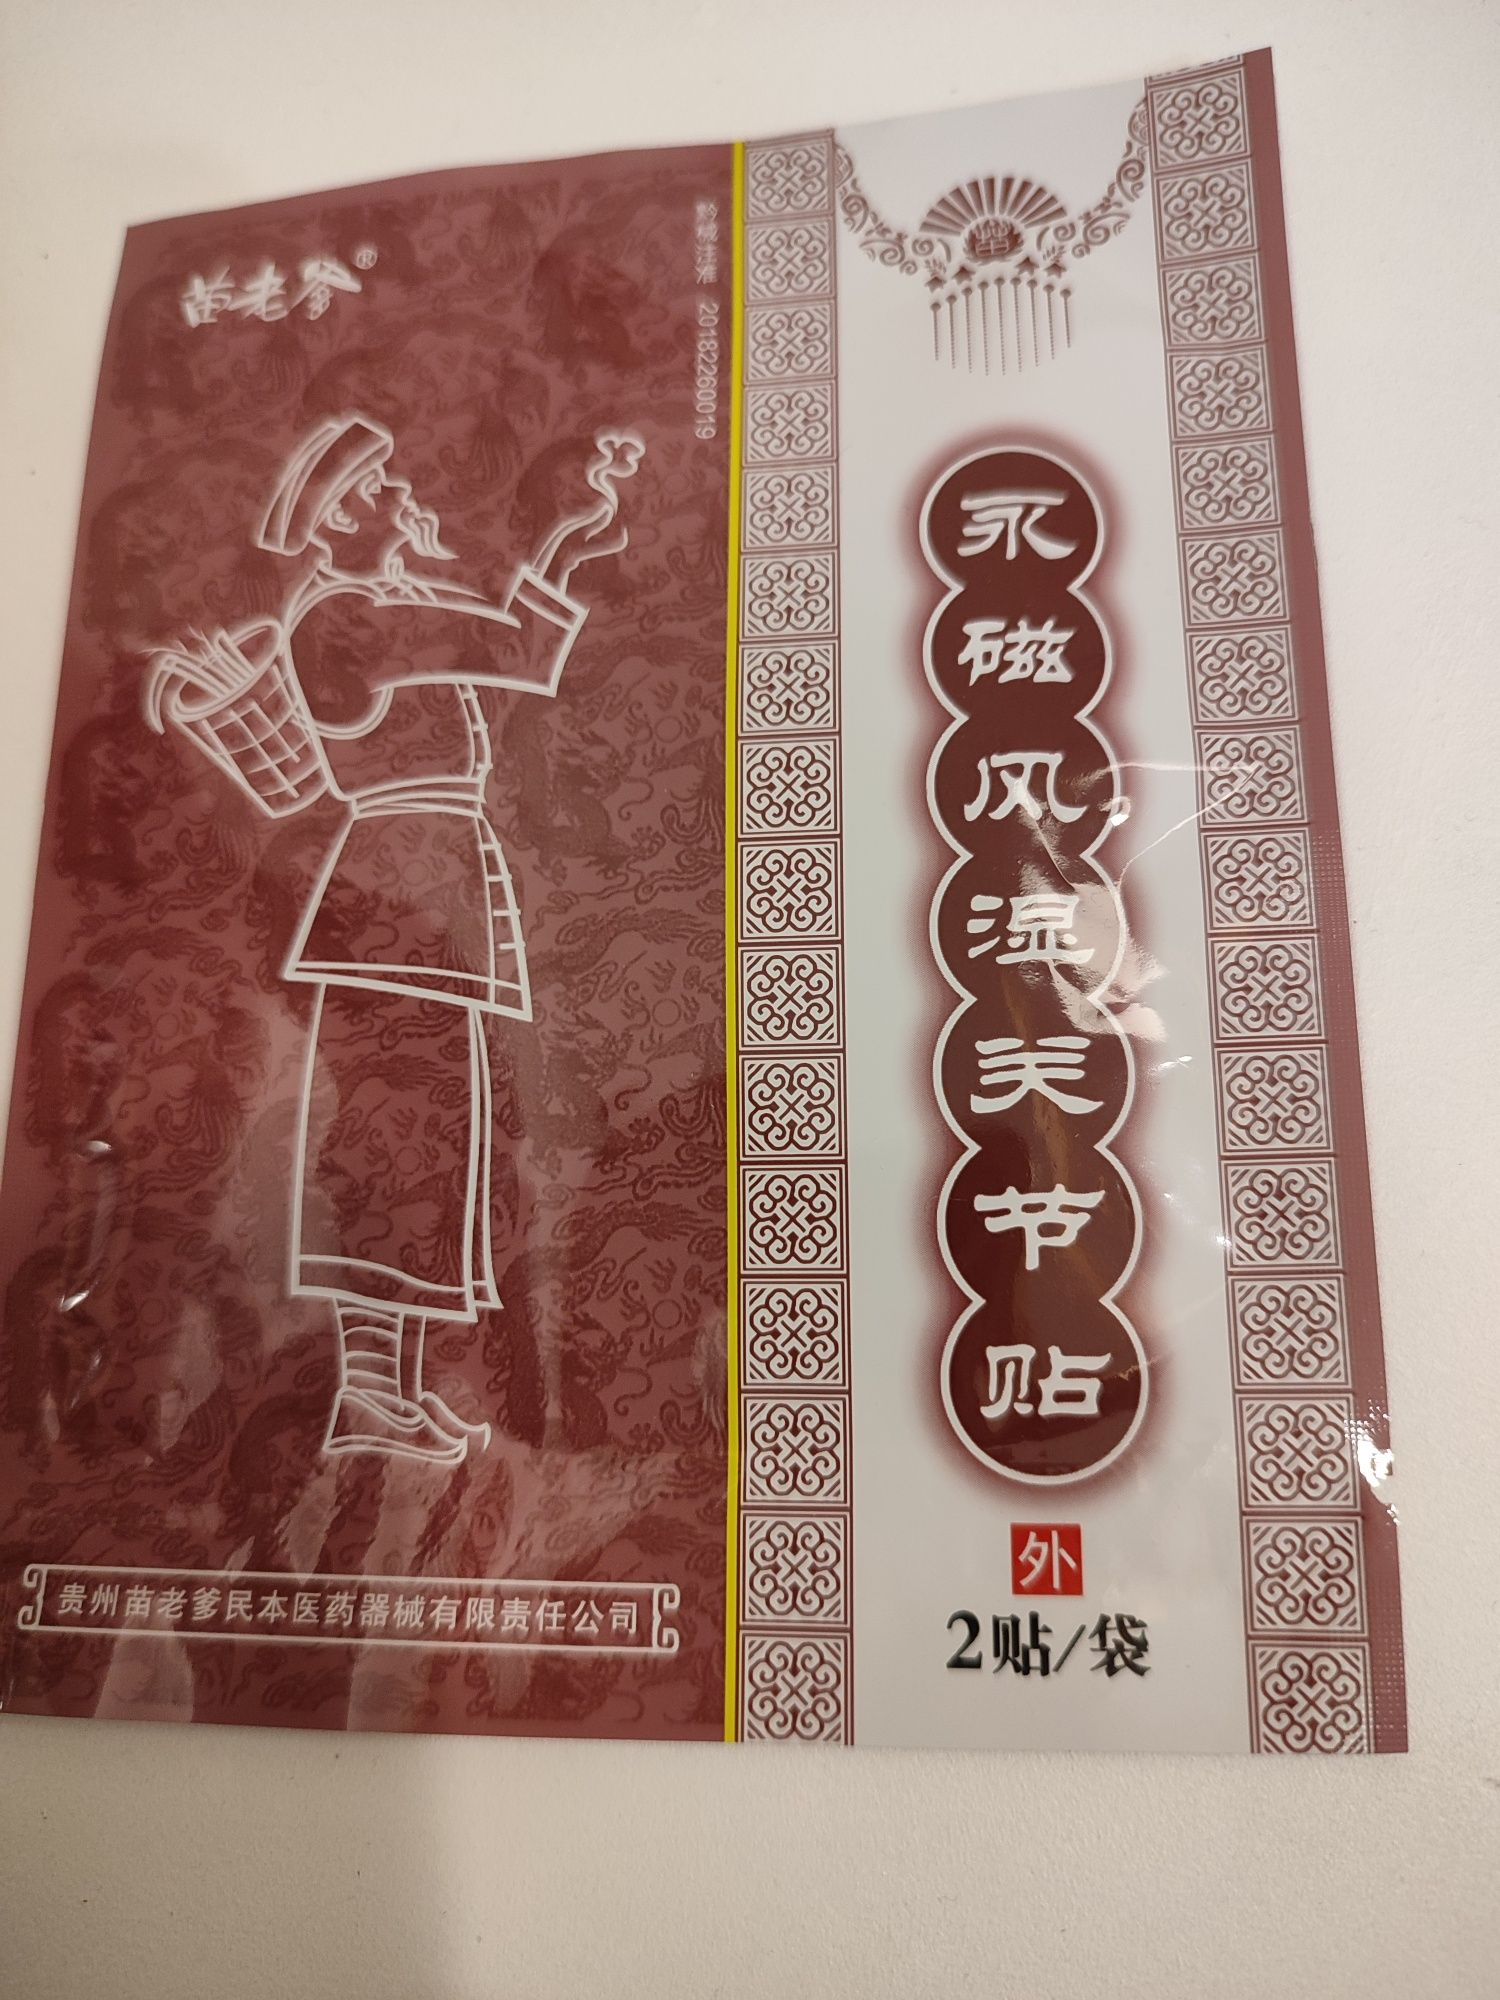 苗老爹®
黔械注准 20182260019
苗
永磁风湿关节贴
外
2贴/袋
贵州苗老爹民本医药器械有限责任公司